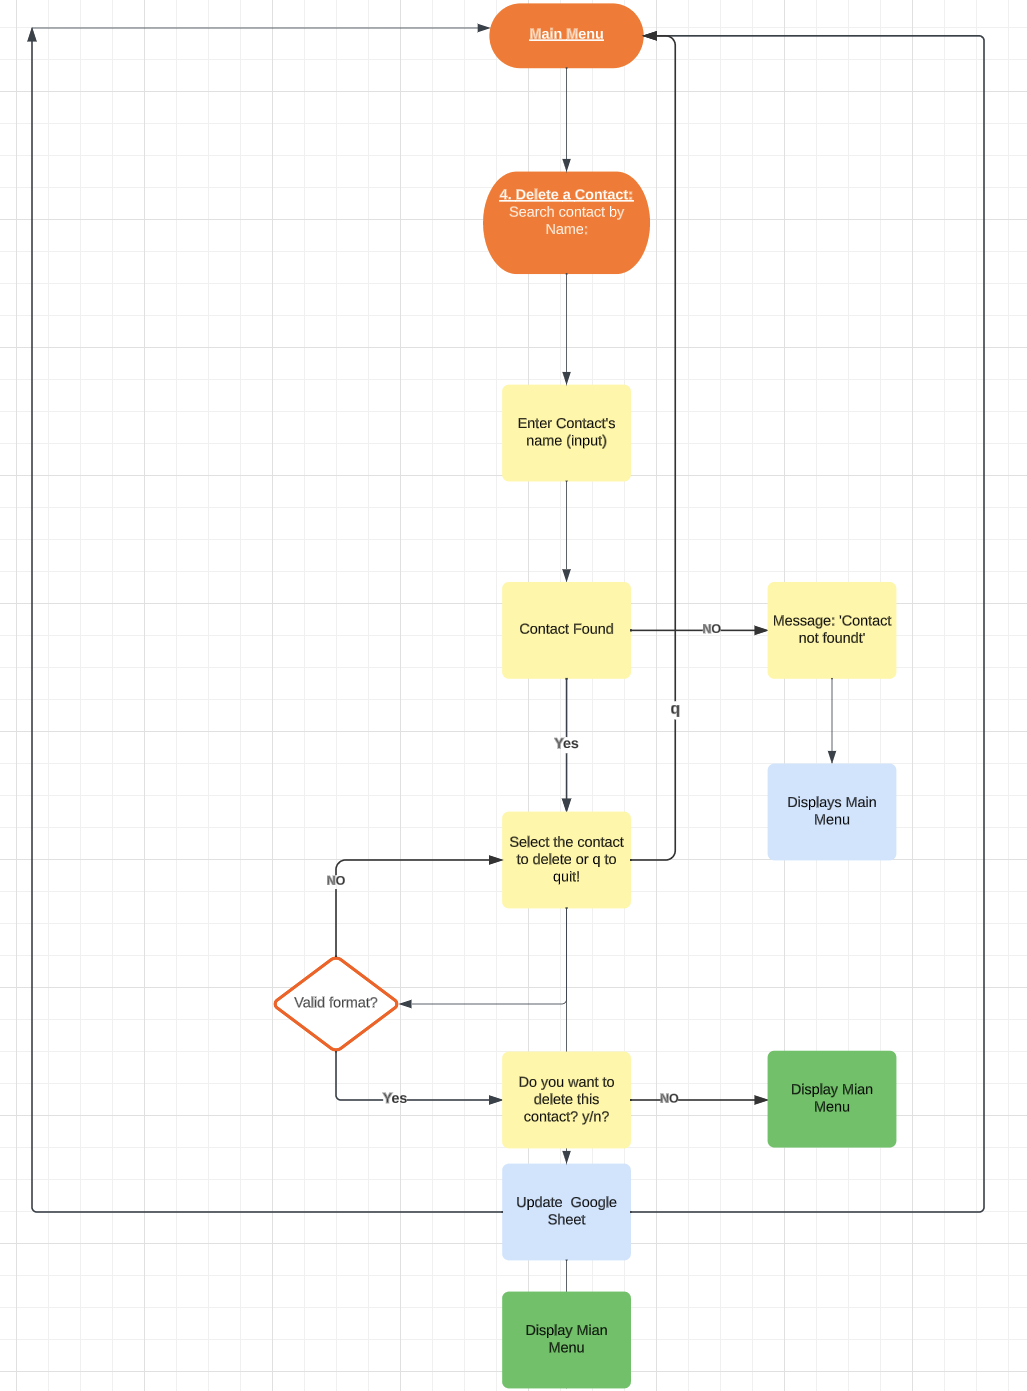 Main Menu
4. Delete a Contact:
Search contact by
Name:
Enter Contact's
name (input)
Contact Found
NO
Message: 'Contact
not foundt'
q
Yes
Displays Main
Menu
Select the contact
to delete or q to
quit!
NO
Valid format?
Do you want to
delete this
contact? y/n?
Yes
NO
Display Mian
Menu
Update  Google
Sheet
Display Mian
Menu